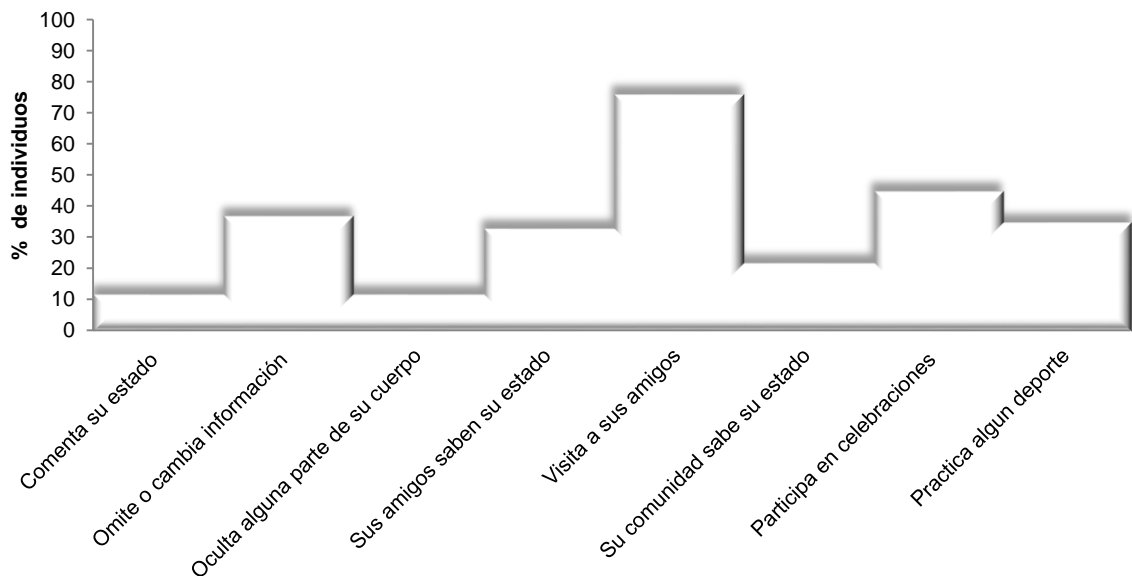 100
90
80
70
60
50
40
30
20
10
0
% de individuos
Comenta su estado
Omite o cambia información
Oculta alguna parte de su cuerpo
Sus amigos saben su estado
Visita a sus amigos
Su comunidad sabe su estado
Participa en celebraciones
Practica algun deporte